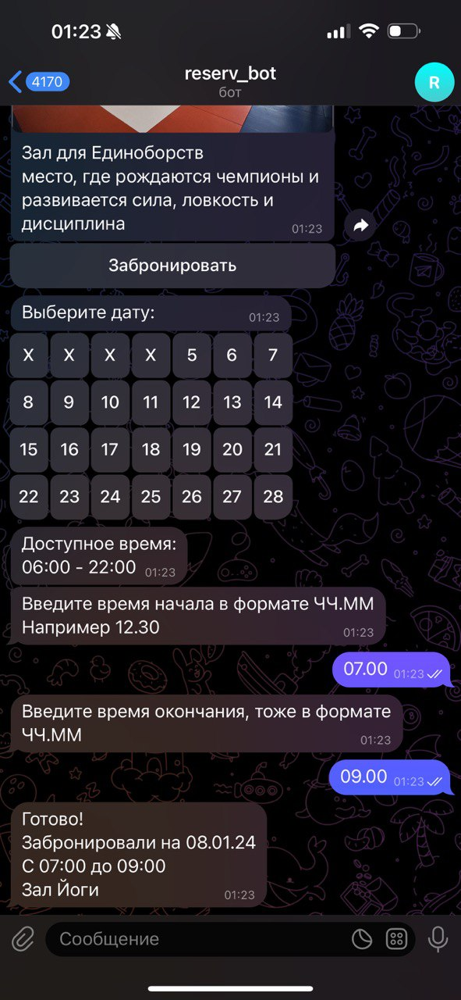 01:23
4170
reserv_bot
бот
R
Зал для Единоборств
место, где рождаются чемпионы и
развивается сила, ловкость и
дисциплина
01:23
Забронировать
Выберите дату:
01:23
X X X X 5 6 7
8 9 10 11 12 13 14
15 16 17 18 19 20 21
22 23 24 25 26 27 28
Доступное время:
06:00 - 22:00 01:23
Введите время начала в формате ЧЧ.ММ
Например 12.30
01:23
07.00 01:23
Введите время окончания, тоже в формате
ЧЧ.ММ
01:23
09.00 01:23
Готово!
Забронировали на 08.01.24
С 07:00 до 09:00
Зал Йоги
01:23
Сообщение